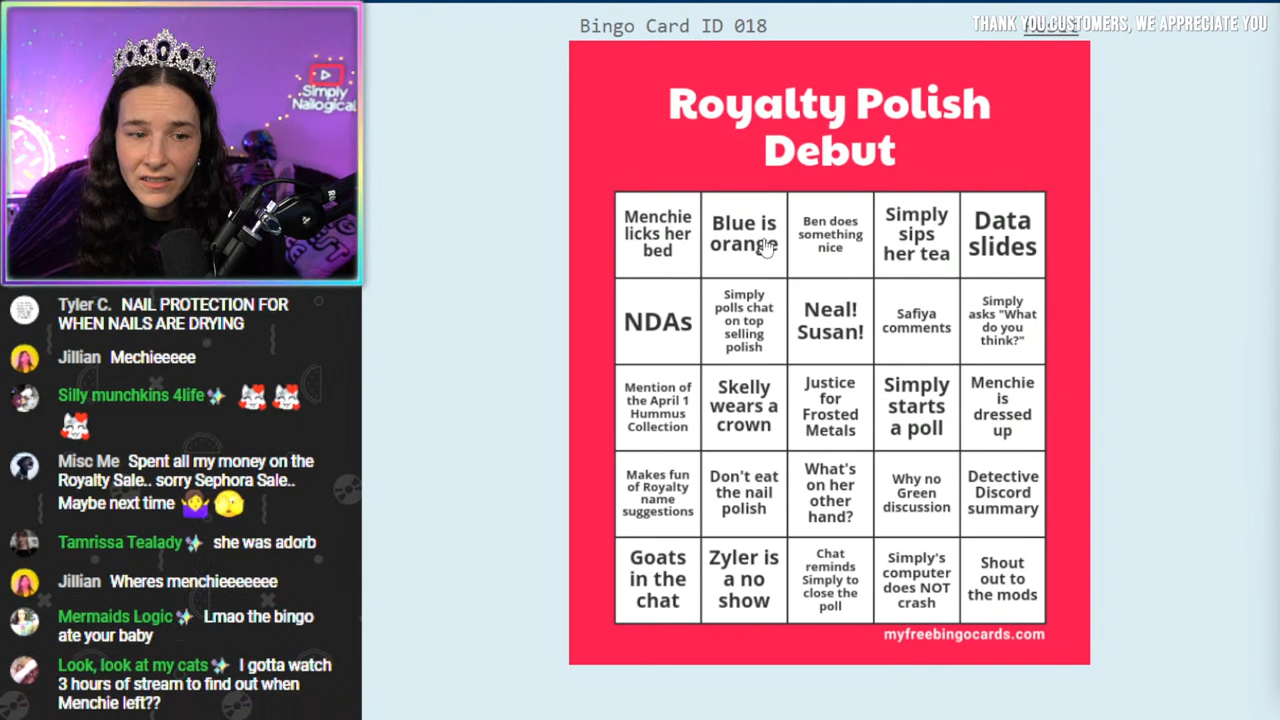 Bingo Card ID 018
THANK YOU CUSTOMERS, WE APPRECIATE YOU
Simply
Nailogical
Royalty Polish
Debut
Menchie
licks her
bed
Blue is
orange
Ben does
something
nice
Simply
sips
her tea
Data
slides
NDAs
Simply
polls chat
on top
selling
polish
Neal!
Susan!
Safiya
comments
Simply
asks "What
do you
think?"
Mention of
the April 1
Hummus
Collection
Skelly
wears a
crown
Justice
for
Frosted
Metals
Simply
starts
a poll
Menchie
is
dressed
up
Makes fun
of Royalty
name
suggestions
Don't eat
the nail
polish
What's
on her
other
hand?
Why no
Green
discussion
Detective
Discord
summary
Goats
in the
chat
Zyler is
a no
show
Chat
reminds
Simply to
close the
poll
Simply's
computer
does NOT
crash
Shout
out to
the mods
myfreebingocards.com
Tyler C. NAIL PROTECTION FOR
WHEN NAILS ARE DRYING
Jillian Mechieeeee
Silly munchkins 4life
Misc Me Spent all my money on the
Royalty Sale.. sorry Sephora Sale..
Maybe next time
Tamrissa Tealady she was adorb
Jillian Wheres menchieeeeeee
Mermaids Logic Lmao the bingo
ate your baby
Look, look at my cats I gotta watch
3 hours of stream to find out when
Menchie left??